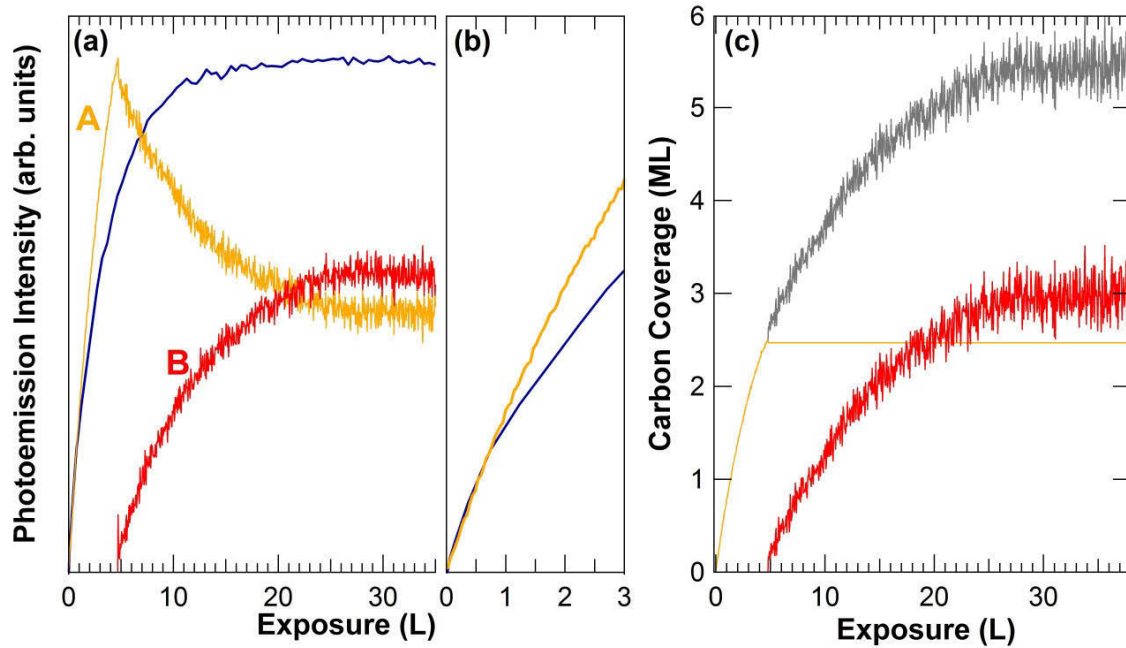 (a)
(b)
(c)
Photoemission Intensity (arb. units)
A
B
0 10 20 30
0 1 2 3
Exposure (L)
Carbon Coverage (ML)
6
5
4
3
2
1
0
0 10 20 30
Exposure (L)